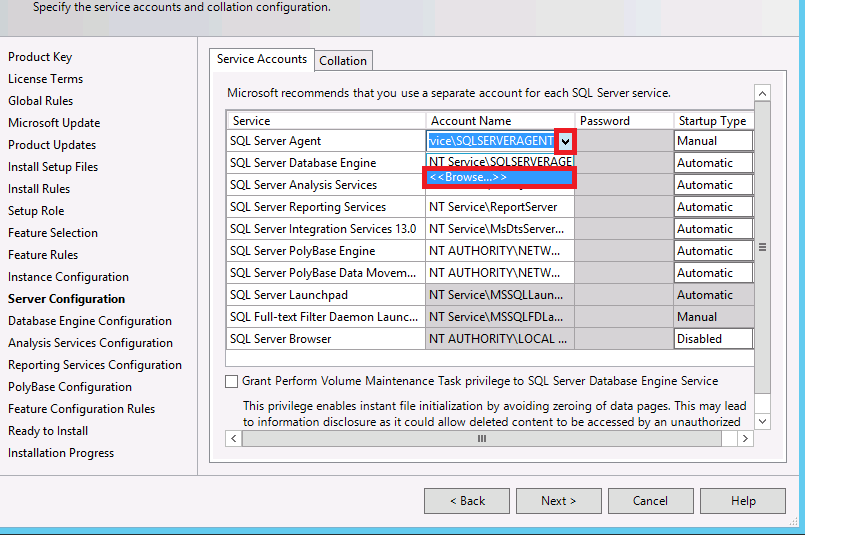 Specify the service accounts and collation configuration.
Product Key
License Terms
Global Rules
Microsoft Update
Product Updates
Install Setup Files
Install Rules
Setup Role
Feature Selection
Feature Rules
Instance Configuration
Server Configuration
Database Engine Configuration
Analysis Services Configuration
Reporting Services Configuration
PolyBase Configuration
Feature Configuration Rules
Ready to Install
Installation Progress
Service Accounts Collation
Microsoft recommends that you use a separate account for each SQL Server service.
Service Account Name Password Startup Type
SQL Server Agent rvice\SQLSERVERAGENT Manual
SQL Server Database Engine NT Service\SQLSERVERAGE Automatic
<<Browse...>>
SQL Server Analysis Services Automatic
SQL Server Reporting Services NT Service\ReportServer Automatic
SQL Server Integration Services 13.0 NT Service\MsDtsServer... Automatic
SQL Server PolyBase Engine NT AUTHORITY\NETW... Automatic
SQL Server PolyBase Data Movem... NT AUTHORITY\NETW... Automatic
SQL Server Launchpad NT Service\MSSQLLaun... Automatic
SQL Full-text Filter Daemon Launc... NT Service\MSSQLFDLa... Manual
SQL Server Browser NT AUTHORITY\LOCAL ... Disabled
Grant Perform Volume Maintenance Task privilege to SQL Server Database Engine Service
This privilege enables instant file initialization by avoiding zeroing of data pages. This may lead
to information disclosure as it could allow deleted content to be accessed by an unauthorized
< Back Next > Cancel Help